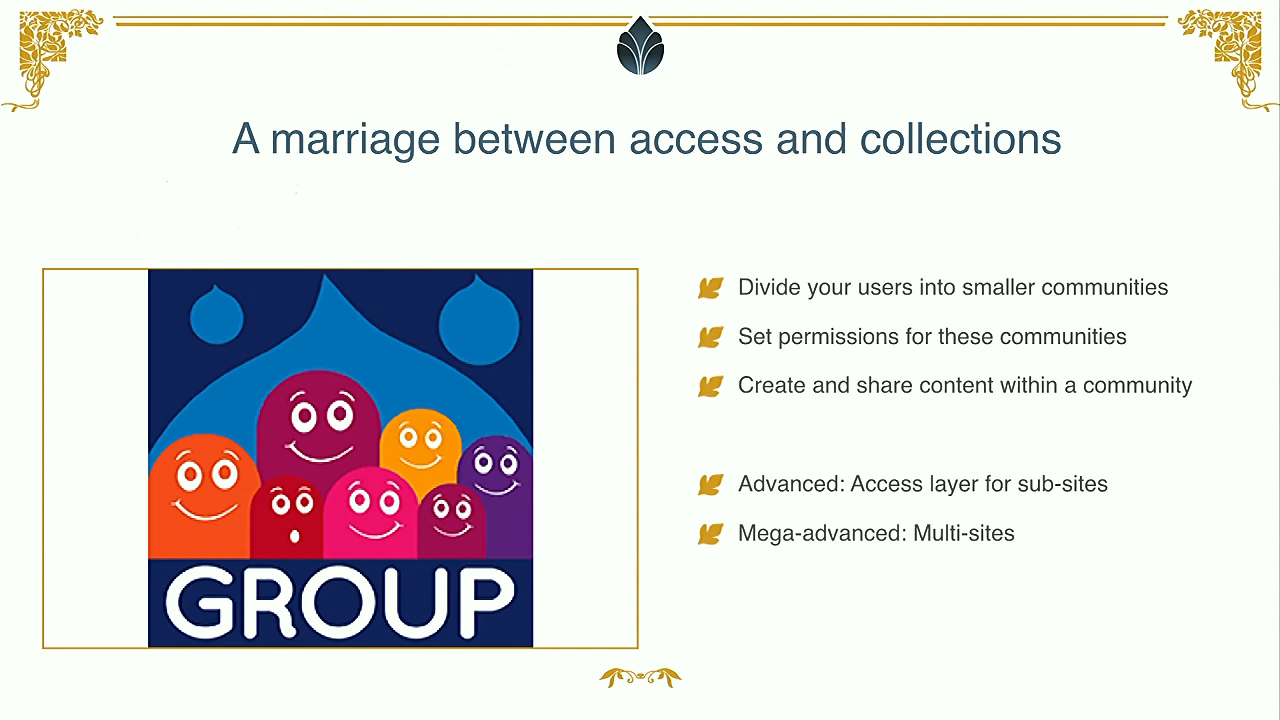 A marriage between access and collections
GROUP
Divide your users into smaller communities
Set permissions for these communities
Create and share content within a community
Advanced: Access layer for sub-sites
Mega-advanced: Multi-sites